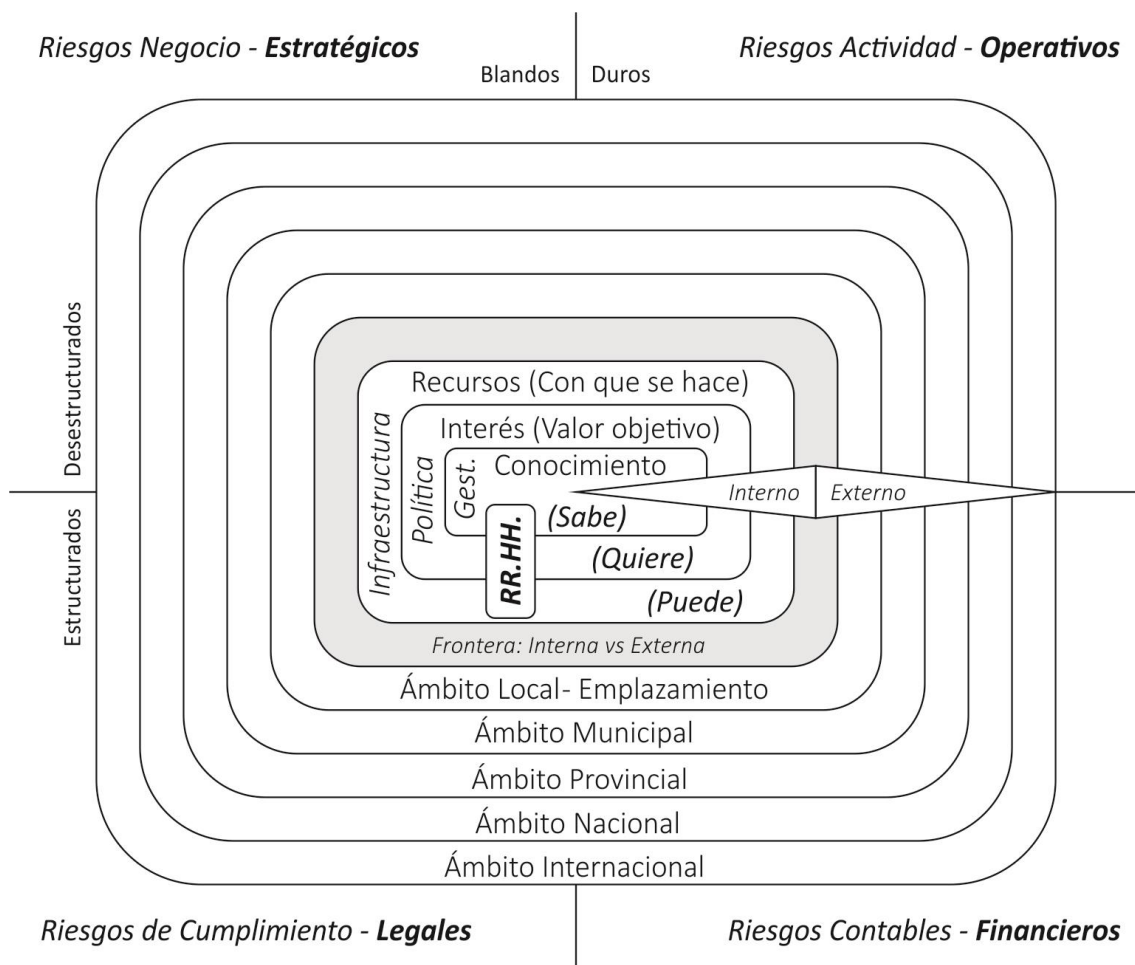 Riesgos Negocio - Estratégicos
Riesgos Actividad - Operativos
Blandos
Duros
Desestructurados
Estructurados
Recursos (Con que se hace)
Infraestructura
Interés (Valor objetivo)
Política
Conocimiento
Gest.
Interno
Externo
(Sabe)
RR.HH.
(Quiere)
(Puede)
Frontera: Interna vs Externa
Ámbito Local- Emplazamiento
Ámbito Municipal
Ámbito Provincial
Ámbito Nacional
Ámbito Internacional
Riesgos de Cumplimiento - Legales
Riesgos Contables - Financieros